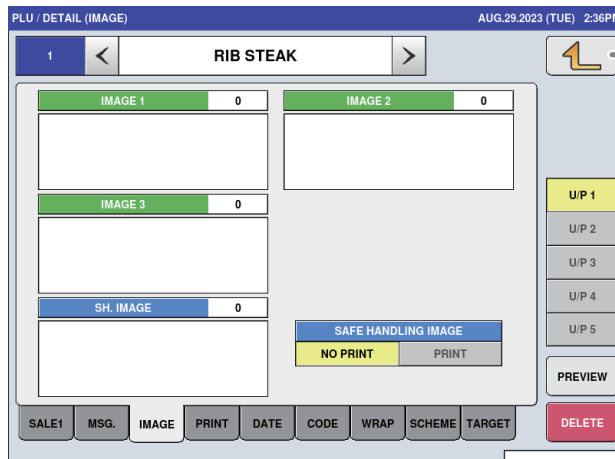 PLU / DETAIL (IMAGE) AUG.29.2023 (TUE) 2:36PM
1 < RIB STEAK >
IMAGE 1 0 IMAGE 2 0
IMAGE 3 0
SH. IMAGE 0
SAFE HANDLING IMAGE
NO PRINT PRINT
U/P 1
U/P 2
U/P 3
U/P 4
U/P 5
PREVIEW
SALE1 MSG. IMAGE PRINT DATE CODE WRAP SCHEME TARGET DELETE